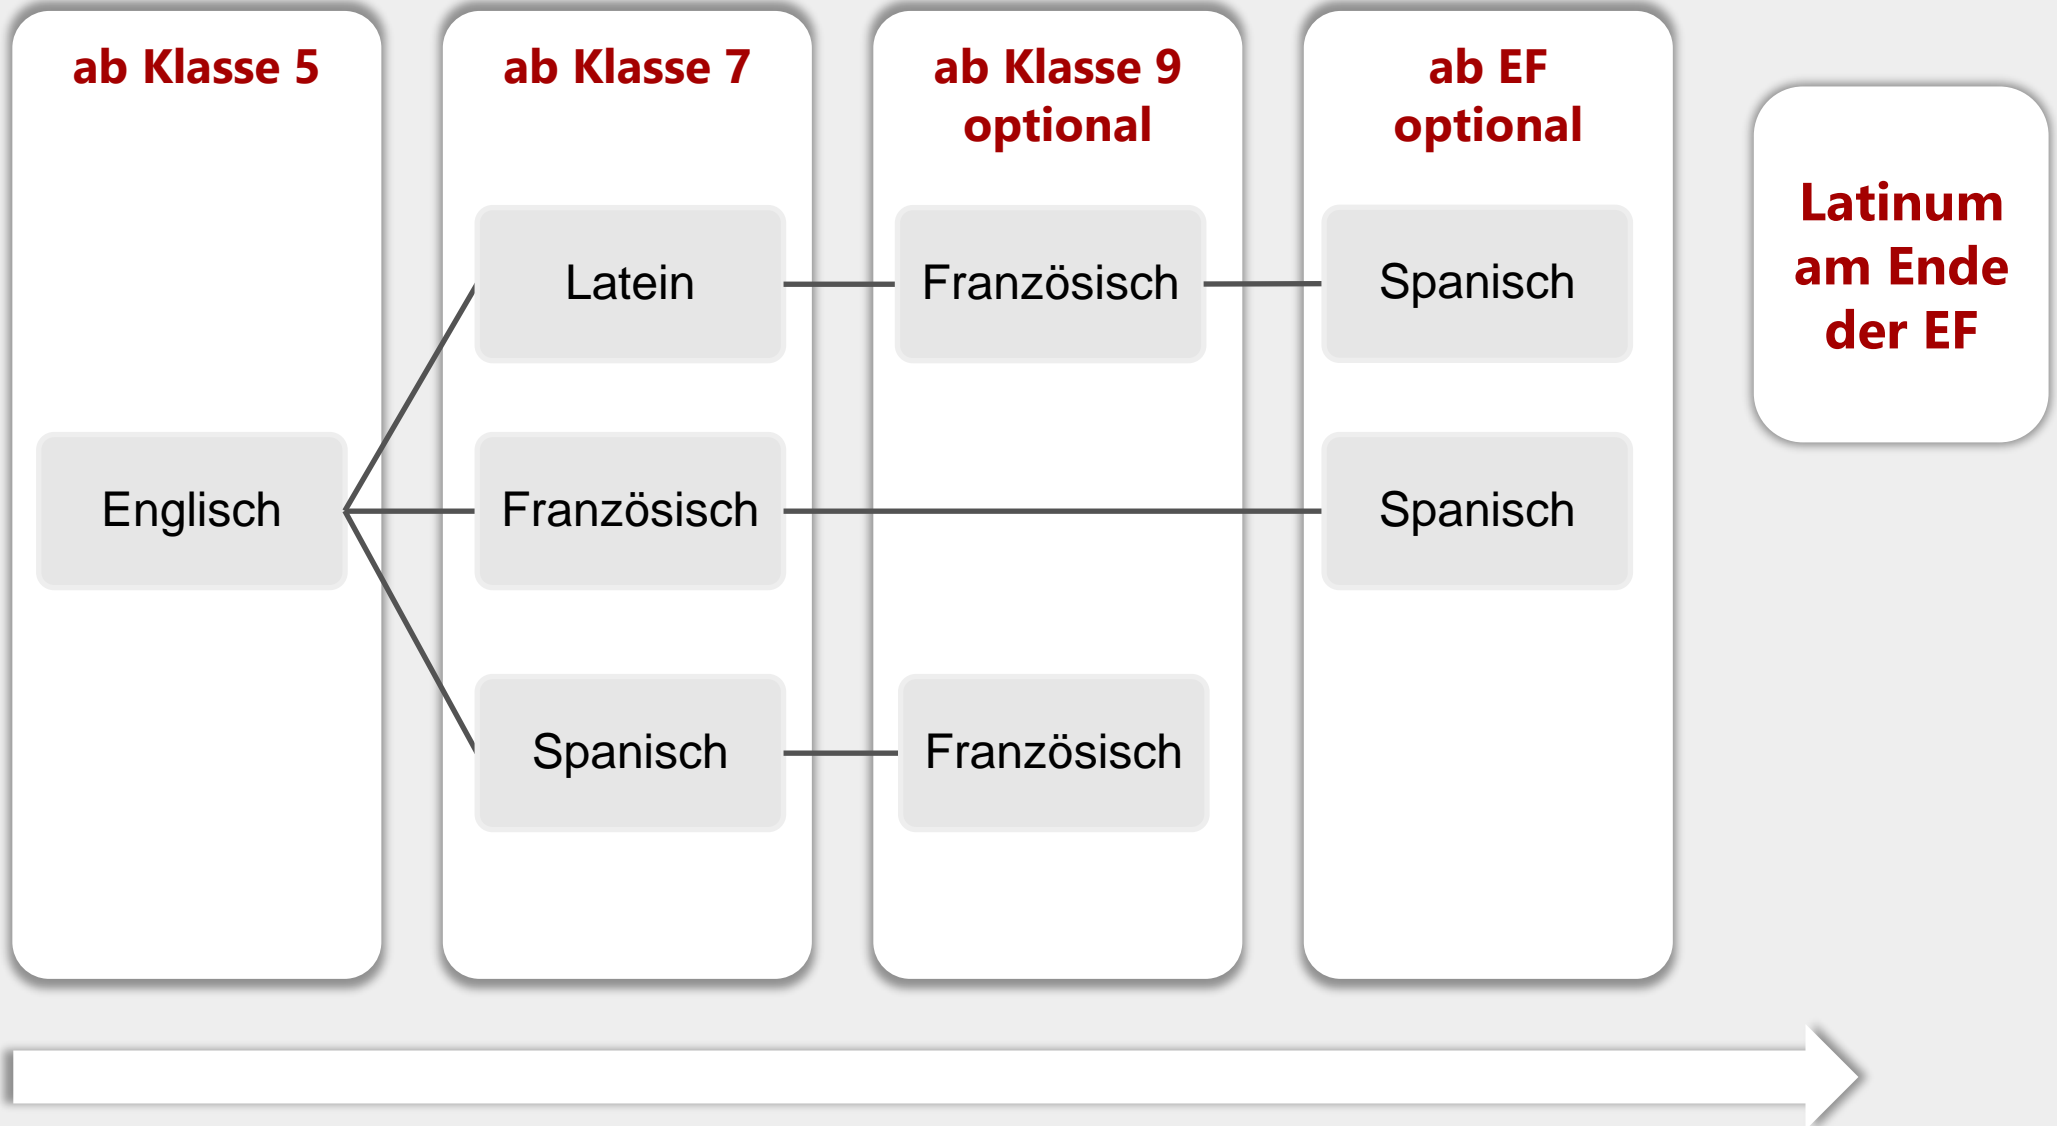 ab Klasse 5
ab Klasse 7
ab Klasse 9
optional
ab EF
optional
Latinum
am Ende
der EF
Latein
Französisch
Spanisch
Englisch
Französisch
Spanisch
Spanisch
Französisch